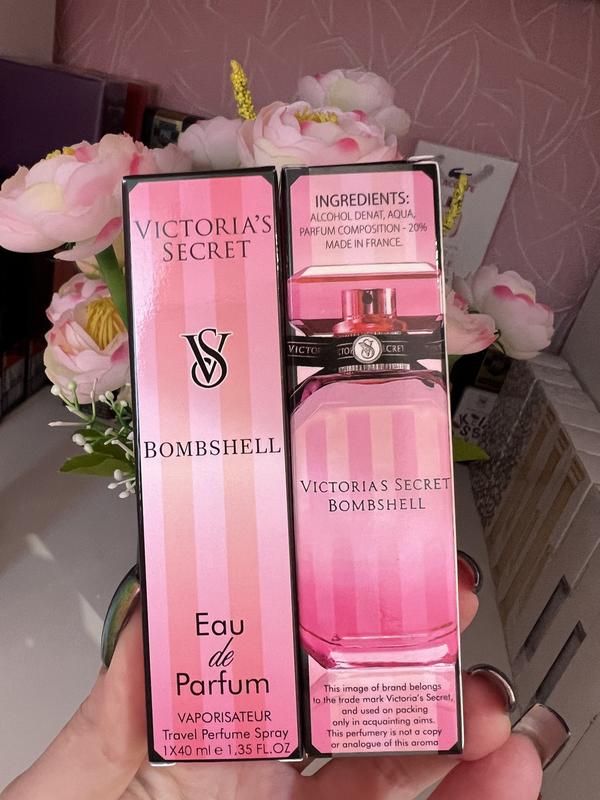 VICTORIA'S
SECRET
VS
BOMBSHELL
Eau
de
Parfum
VAPORISATEUR
Travel Perfume Spray
1X40 ml e 1,35 FL.OZ
INGREDIENTS:
ALCOHOL DENAT, AQUA,
PARFUM COMPOSITION - 20%
MADE IN FRANCE.
VS
VICTORIAS SECRET
BOMBSHELL
This image of brand belongs
to the trade mark Victoria's Secret,
and used on packing
only in acquainting aims.
This perfumery is not a copy
or analogue of this aroma